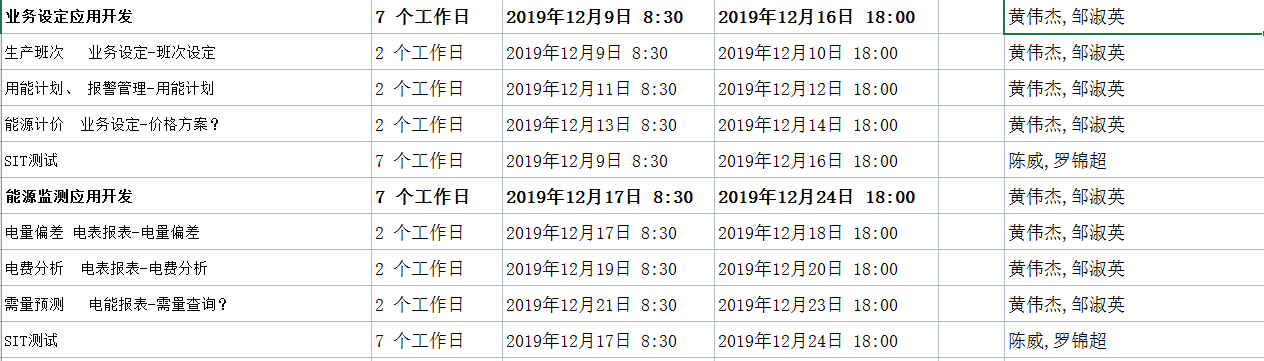 业务设定应用开发 7 个工作日 2019年12月9日 8:30 2019年12月16日 18:00 黄伟杰,邹淑英
生产班次 业务设定-班次设定 2 个工作日 2019年12月9日 8:30 2019年12月10日 18:00 黄伟杰,邹淑英
用能计划、 报警管理-用能计划 2 个工作日 2019年12月11日 8:30 2019年12月12日 18:00 黄伟杰,邹淑英
能源计价 业务设定-价格方案？ 2 个工作日 2019年12月13日 8:30 2019年12月14日 18:00 黄伟杰,邹淑英
SIT测试 7 个工作日 2019年12月9日 8:30 2019年12月16日 18:00 陈威,罗锦超
能源监测应用开发 7 个工作日 2019年12月17日 8:30 2019年12月24日 18:00 黄伟杰,邹淑英
电量偏差 电表报表-电量偏差 2 个工作日 2019年12月17日 8:30 2019年12月18日 18:00 黄伟杰,邹淑英
电费分析 电表报表-电费分析 2 个工作日 2019年12月19日 8:30 2019年12月20日 18:00 黄伟杰,邹淑英
需量预测 电能报表-需量查询？ 2 个工作日 2019年12月21日 8:30 2019年12月23日 18:00 黄伟杰,邹淑英
SIT测试 7 个工作日 2019年12月17日 8:30 2019年12月24日 18:00 陈威,罗锦超